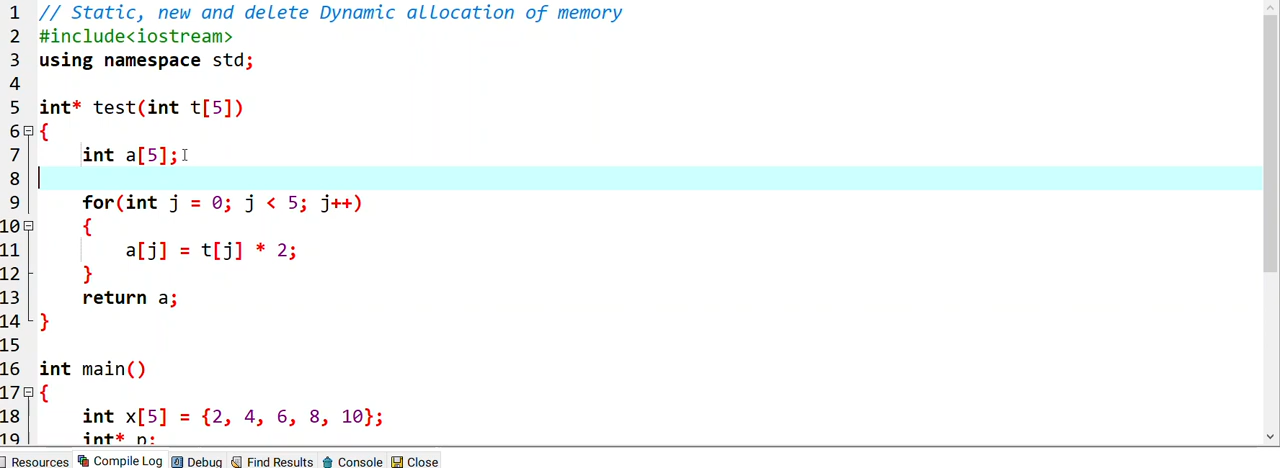 1 // Static, new and delete Dynamic allocation of memory
2 #include<iostream>
3 using namespace std;
4
5 int* test(int t[5])
6 {
7 int a[5];
8
9 for(int j = 0; j < 5; j++)
10 {
11 a[j] = t[j] * 2;
12 }
13 return a;
14 }
15
16 int main()
17 {
18 int x[5] = {2, 4, 6, 8, 10};
19 int* p;
Resources Compile Log Debug Find Results Console Close